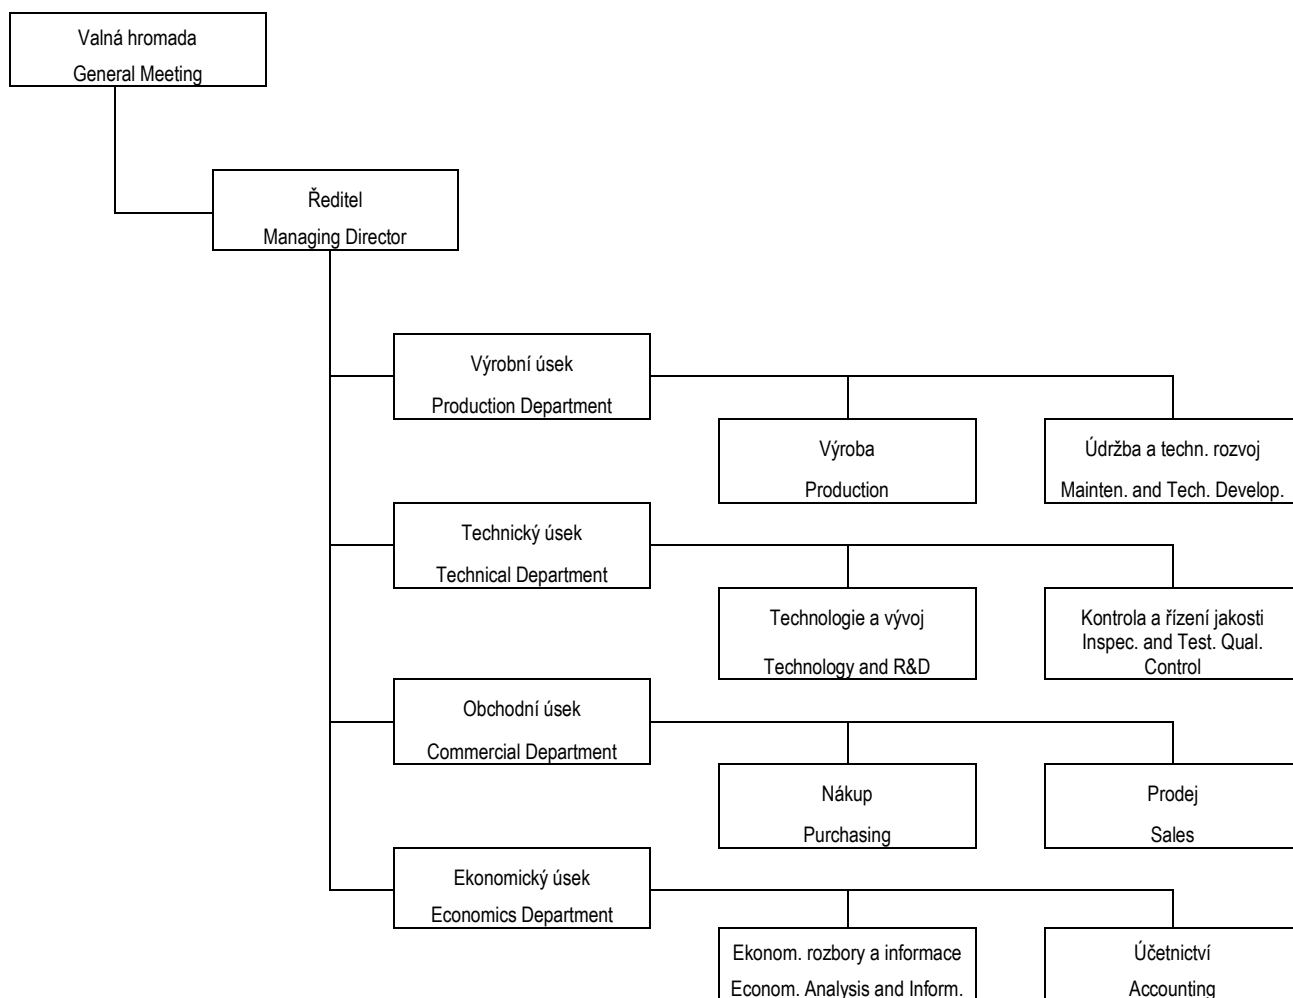 Valná hromada
General Meeting
Ředitel
Managing Director
Výrobní úsek
Production Department
Výroba
Production
Údržba a techn. rozvoj
Mainten. and Tech. Develop.
Technický úsek
Technical Department
Technologie a vývoj
Technology and R&D
Kontrola a řízení jakosti
Inspec. and Test. Qual.
Control
Obchodní úsek
Commercial Department
Nákup
Purchasing
Prodej
Sales
Ekonomický úsek
Economics Department
Ekonom. rozbory a informace
Econom. Analysis and Inform.
Účetnictví
Accounting